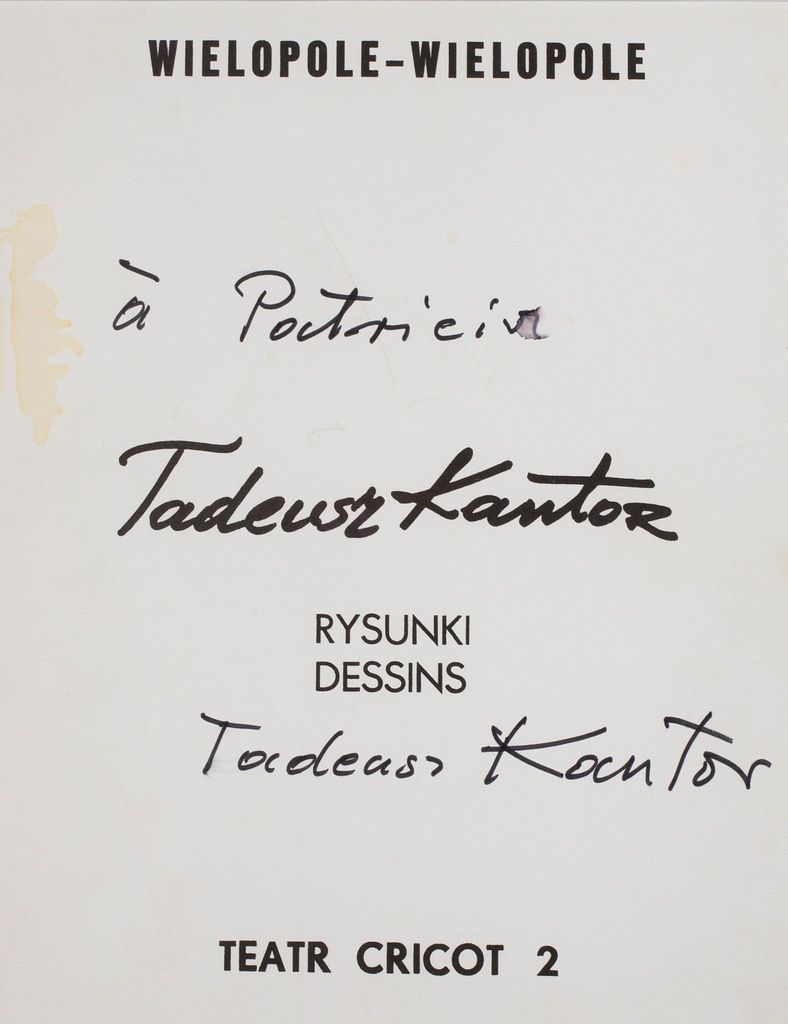 WIELOPOLE-WIELOPOLE
à Patricia
Tadeusz Kantor
RYSUNKI
DESSINS
Tadeusz Kantor
TEATR CRICOT 2